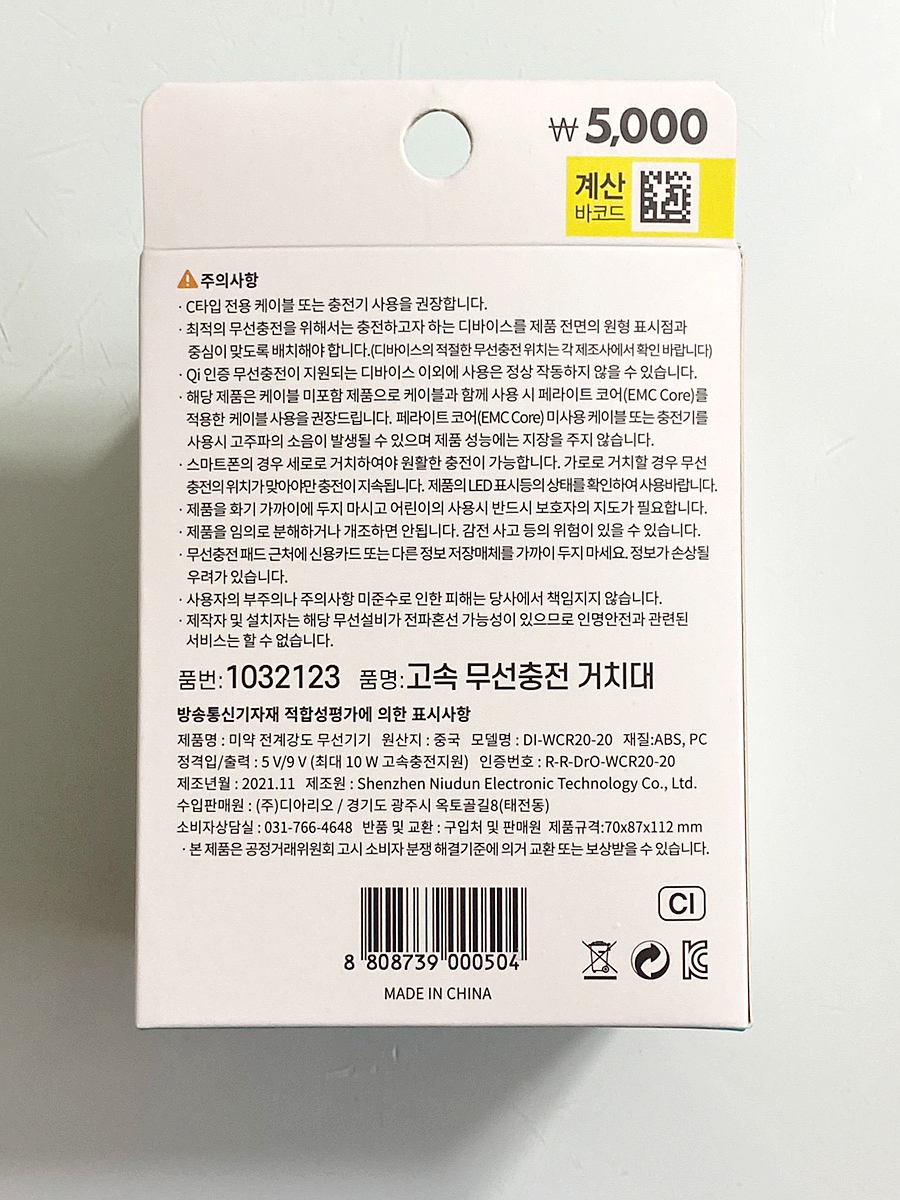 ₩ 5,000
계산
바코드
주의사항
· C타입 전용 케이블 또는 충전기 사용을 권장합니다.
· 최적의 무선충전을 위해서는 충전하고자 하는 디바이스를 제품 전면의 원형 표시점과
중심이 맞도록 배치해야 합니다.(디바이스의 적절한 무선충전 위치는 각 제조사에서 확인 바랍니다)
· Qi 인증 무선충전이 지원되는 디바이스 이외에 사용은 정상 작동하지 않을 수 있습니다.
· 해당 제품은 케이블 미포함 제품으로 케이블과 함께 사용 시 페라이트 코어(EMC Core)를
적용한 케이블 사용을 권장드립니다. 페라이트 코어(EMC Core) 미사용 케이블 또는 충전기를
사용시 고주파의 소음이 발생될 수 있으며 제품 성능에는 지장을 주지 않습니다.
· 스마트폰의 경우 세로로 거치하여야 원활한 충전이 가능합니다. 가로로 거치할 경우 무선
충전의 위치가 맞아야만 충전이 지속됩니다. 제품의 LED 표시등의 상태를 확인하여 사용바랍니다.
· 제품을 화기 가까이에 두지 마시고 어린이의 사용시 반드시 보호자의 지도가 필요합니다.
· 제품을 임의로 분해하거나 개조하면 안됩니다. 감전 사고 등의 위험이 있을 수 있습니다.
· 무선충전 패드 근처에 신용카드 또는 다른 정보 저장매체를 가까이 두지 마세요. 정보가 손상될
우려가 있습니다.
· 사용자의 부주의나 주의사항 미준수로 인한 피해는 당사에서 책임지지 않습니다.
· 제작자 및 설치자는 해당 무선설비가 전파혼선 가능성이 있으므로 인명안전과 관련된
서비스는 할 수 없습니다.
품번:1032123 품명:고속 무선충전 거치대
방송통신기자재 적합성평가에 의한 표시사항
제품명 : 미약 전계강도 무선기기 원산지 : 중국 모델명 : DI-WCR20-20 재질:ABS, PC
정격입/출력 : 5 V/9 V (최대 10 W 고속충전지원) 인증번호 : R-R-DrO-WCR20-20
제조년월 : 2021.11 제조원 : Shenzhen Niudun Electronic Technology Co., Ltd.
수입판매원 : (주)디아리오 / 경기도 광주시 옥토골길8(태전동)
소비자상담실 : 031-766-4648 반품 및 교환 : 구입처 및 판매원 제품규격:70x87x112 mm
· 본 제품은 공정거래위원회 고시 소비자 분쟁 해결기준에 의거 교환 또는 보상받을 수 있습니다.
CI
8 808739 000504
MADE IN CHINA